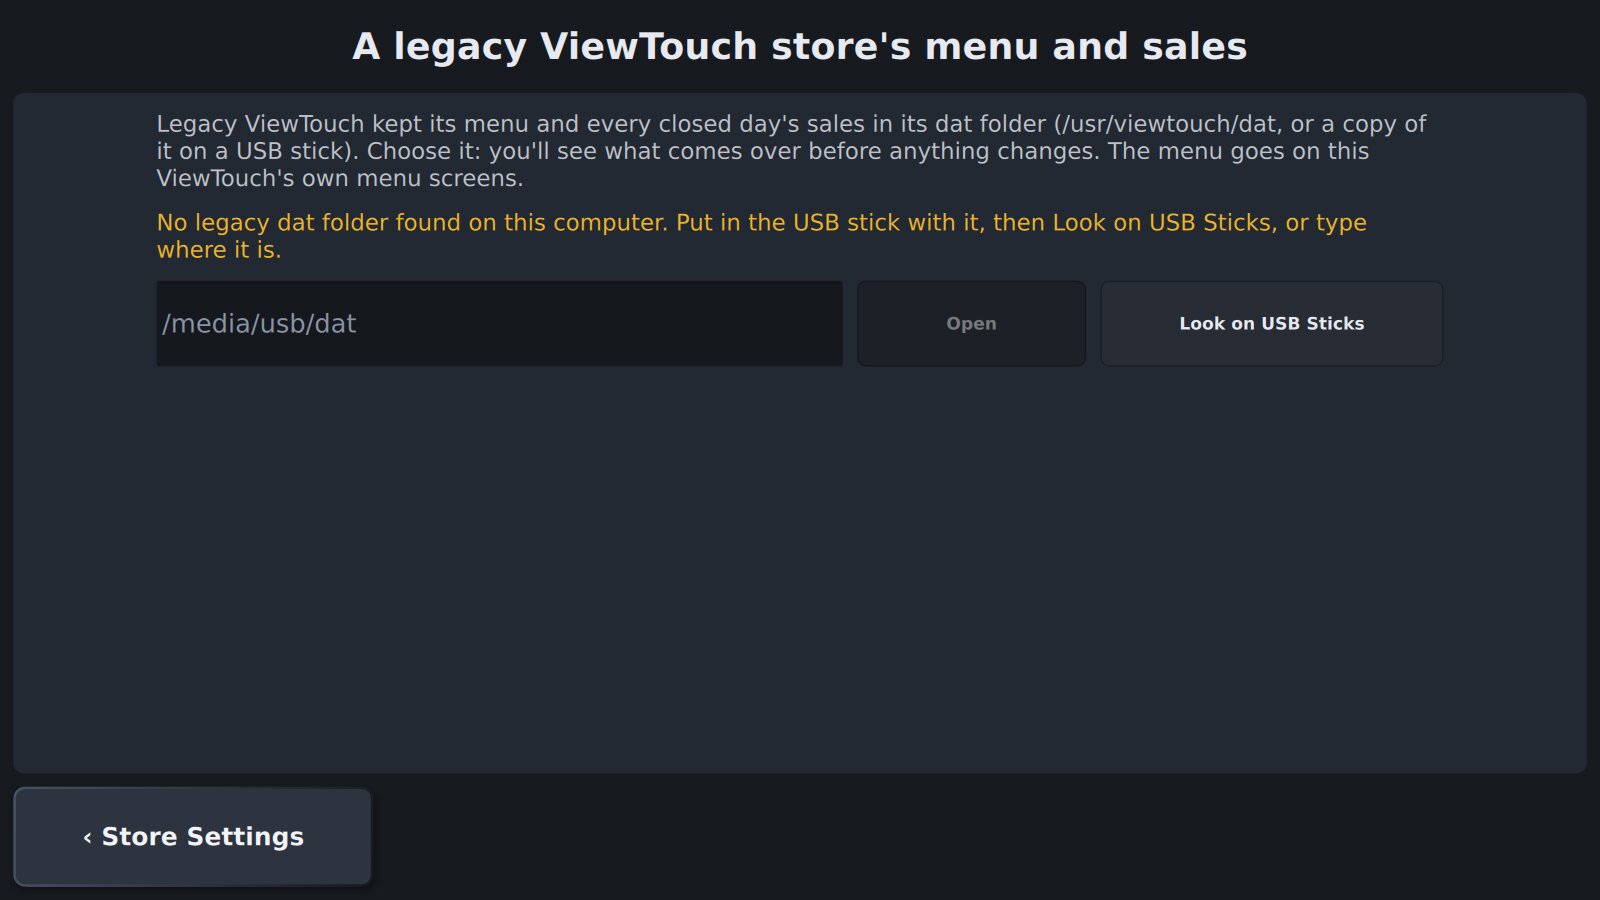 A legacy ViewTouch store's menu and sales
Legacy ViewTouch kept its menu and every closed day's sales in its dat folder (/usr/viewtouch/dat, or a copy of
it on a USB stick). Choose it: you'll see what comes over before anything changes. The menu goes on this
ViewTouch's own menu screens.
No legacy dat folder found on this computer. Put in the USB stick with it, then Look on USB Sticks, or type
where it is.
/media/usb/dat
Open
Look on USB Sticks
‹ Store Settings